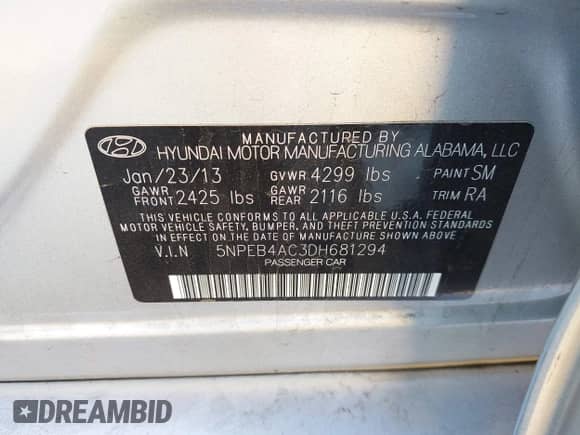 MANUFACTURED BY
HYUNDAI MOTOR MANUFACTURING ALABAMA, LLC
Jan/23/13 GVWR 4299 lbs PAINT SM
GAWR FRONT 2425 lbs GAWR REAR 2116 lbs TRIM RA
THIS VEHICLE CONFORMS TO ALL APPLICABLE U.S.A. FEDERAL
MOTOR VEHICLE SAFETY, BUMPER, AND THEFT PREVENTION STANDARDS
IN EFFECT ON THE DATE OF MANUFACTURE SHOWN ABOVE.
V.I.N 5NPEB4AC3DH681294
PASSENGER CAR
DREAMBID